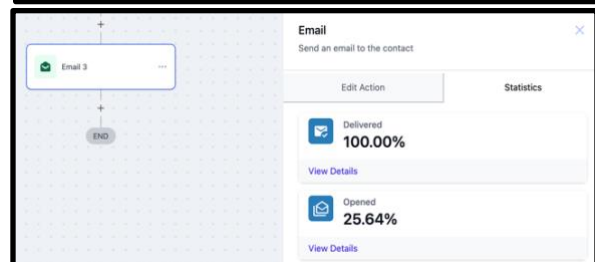 Email 3
END
Email
Send an email to the contact
Edit Action
Statistics
Delivered
100.00%
View Details
Opened
25.64%
View Details